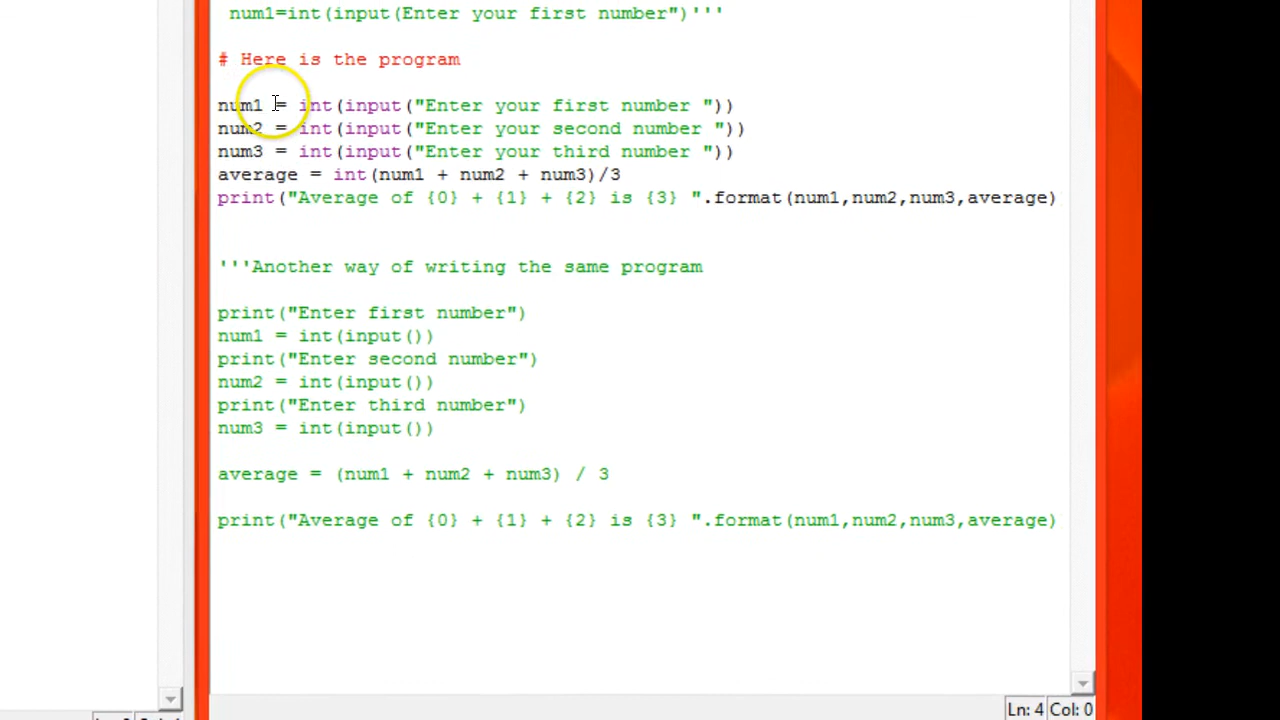 num1=int(input(Enter your first number")'''
# Here is the program
num1 = int(input("Enter your first number "))
num2 = int(input("Enter your second number "))
num3 = int(input("Enter your third number "))
average = int(num1 + num2 + num3)/3
print("Average of {0} + {1} + {2} is {3} ".format(num1,num2,num3,average)
'''Another way of writing the same program
print("Enter first number")
num1 = int(input())
print("Enter second number")
num2 = int(input())
print("Enter third number")
num3 = int(input())
average = (num1 + num2 + num3) / 3
print("Average of {0} + {1} + {2} is {3} ".format(num1,num2,num3,average)
Ln: 4 Col: 0